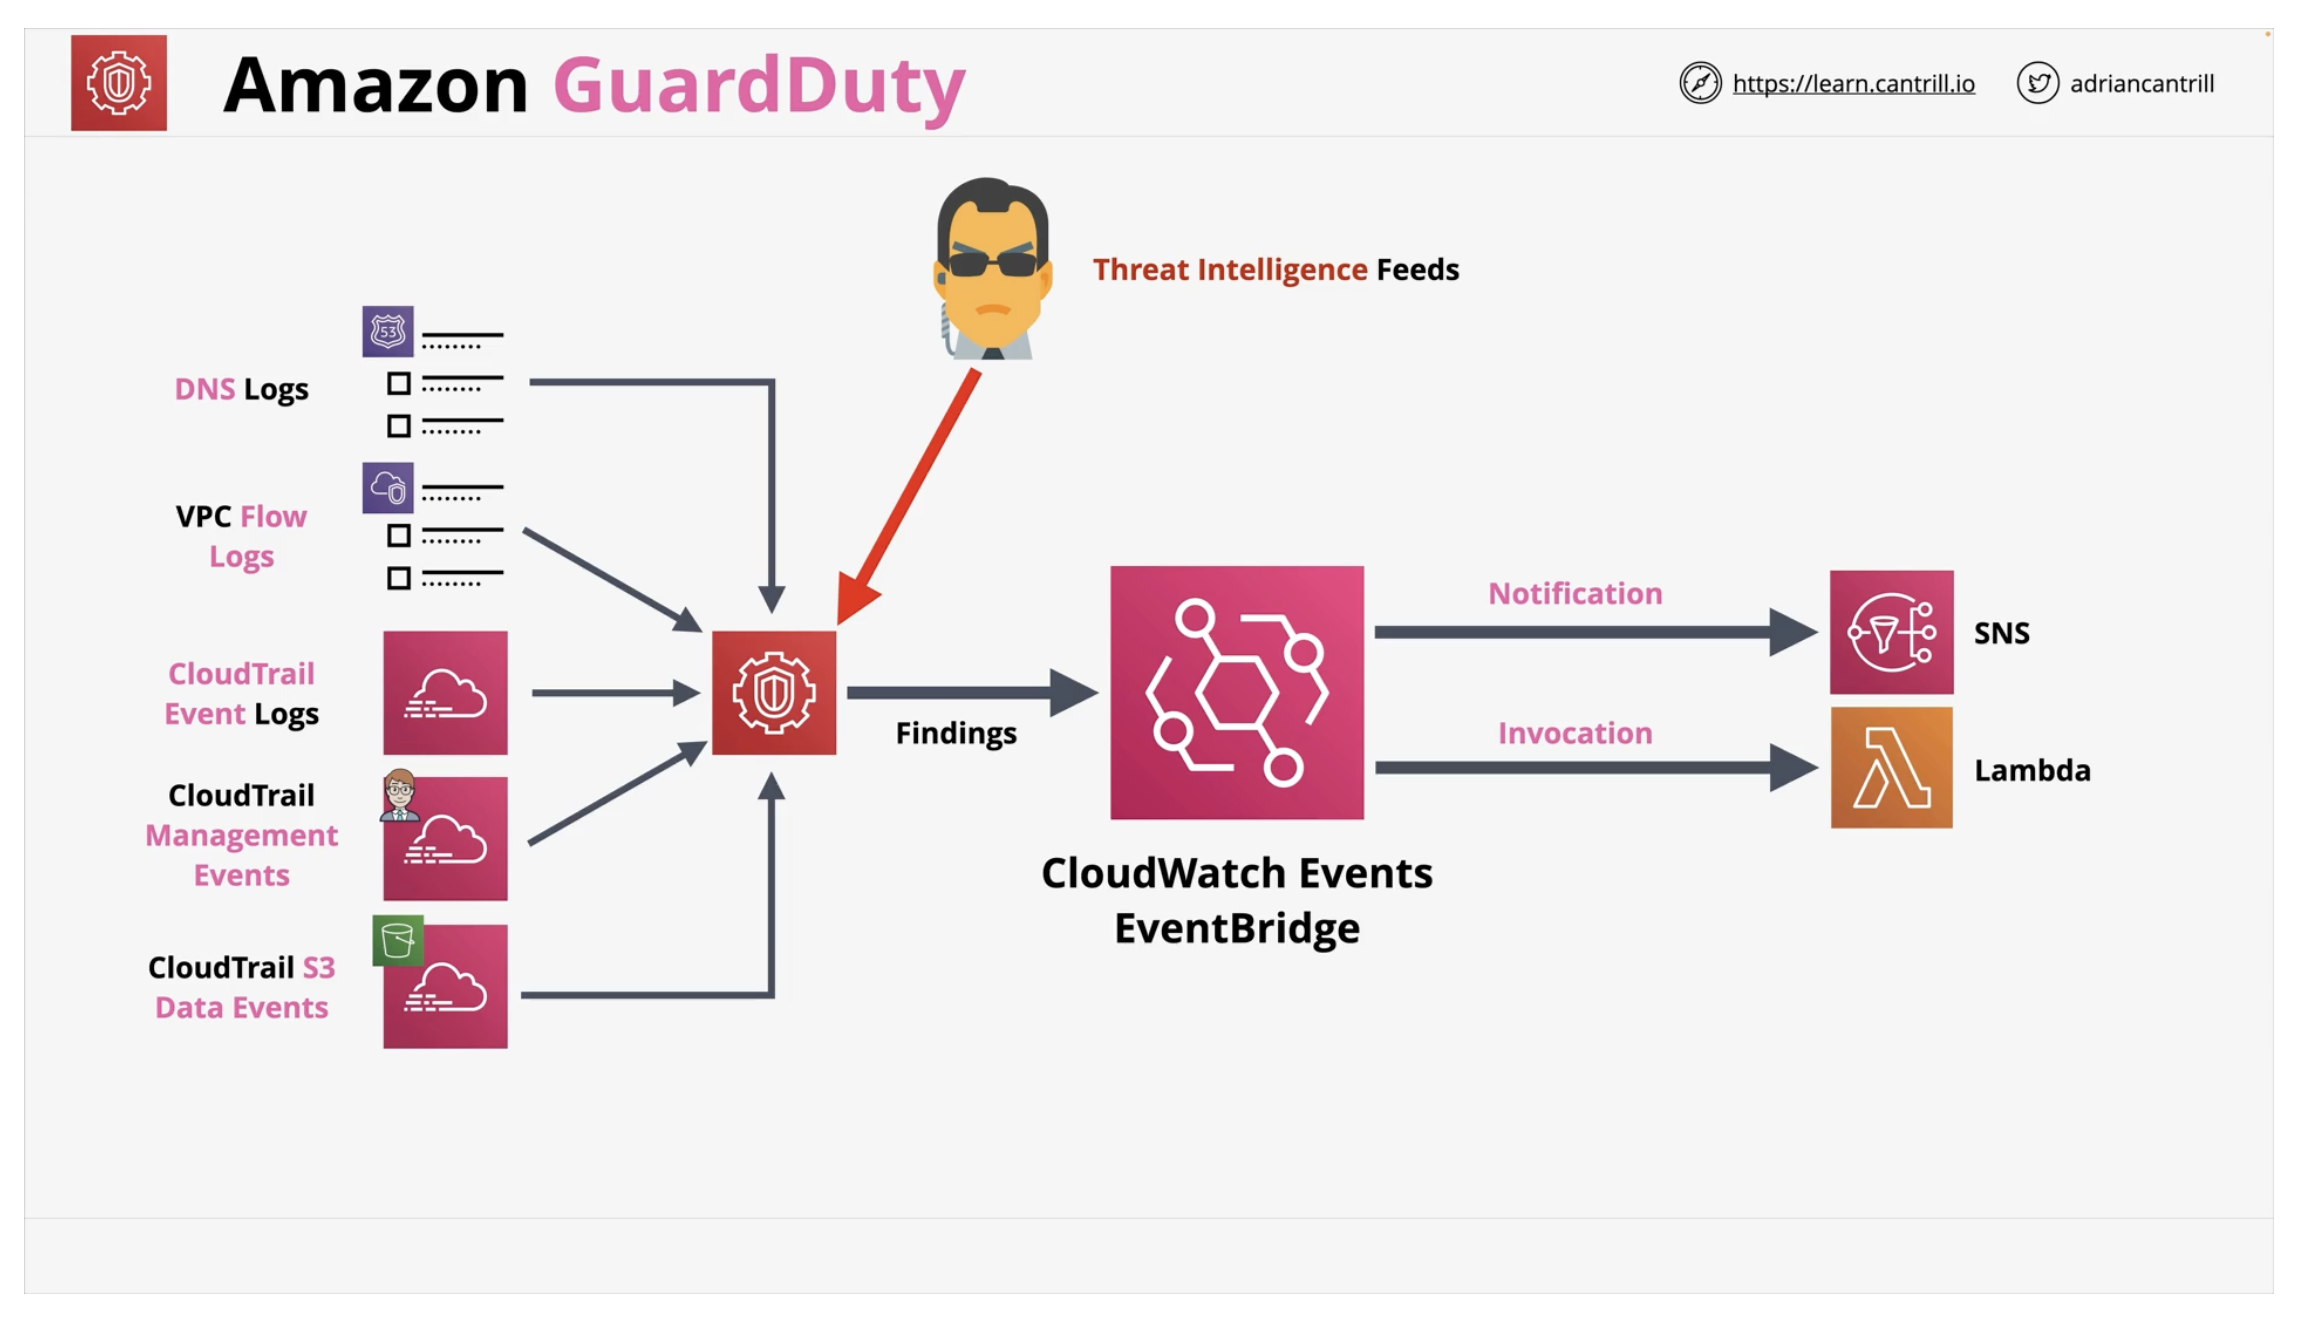 Amazon GuardDuty
https://learn.cantrill.io
adriancantrill
Threat Intelligence Feeds
53
DNS Logs
VPC Flow
Logs
CloudTrail
Event Logs
CloudTrail
Management
Events
CloudTrail S3
Data Events
Findings
CloudWatch Events
EventBridge
Notification
SNS
Invocation
Lambda